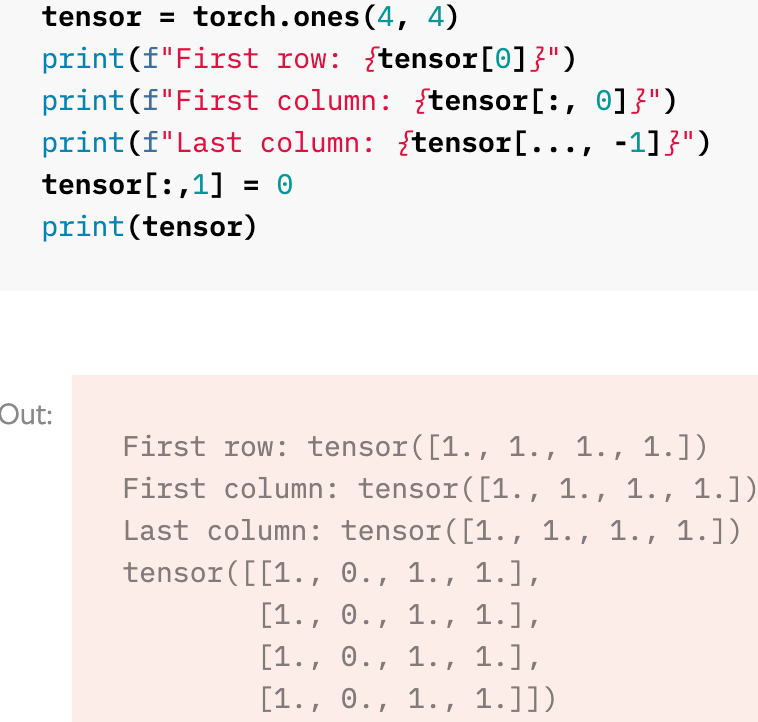 tensor = torch.ones(4, 4)
print(f"First row: {tensor[0]}")
print(f"First column: {tensor[:, 0]}")
print(f"Last column: {tensor[..., -1]}")
tensor[:,1] = 0
print(tensor)
Out:
First row: tensor([1., 1., 1., 1.])
First column: tensor([1., 1., 1., 1.])
Last column: tensor([1., 1., 1., 1.])
tensor([[1., 0., 1., 1.],
        [1., 0., 1., 1.],
        [1., 0., 1., 1.],
        [1., 0., 1., 1.]])